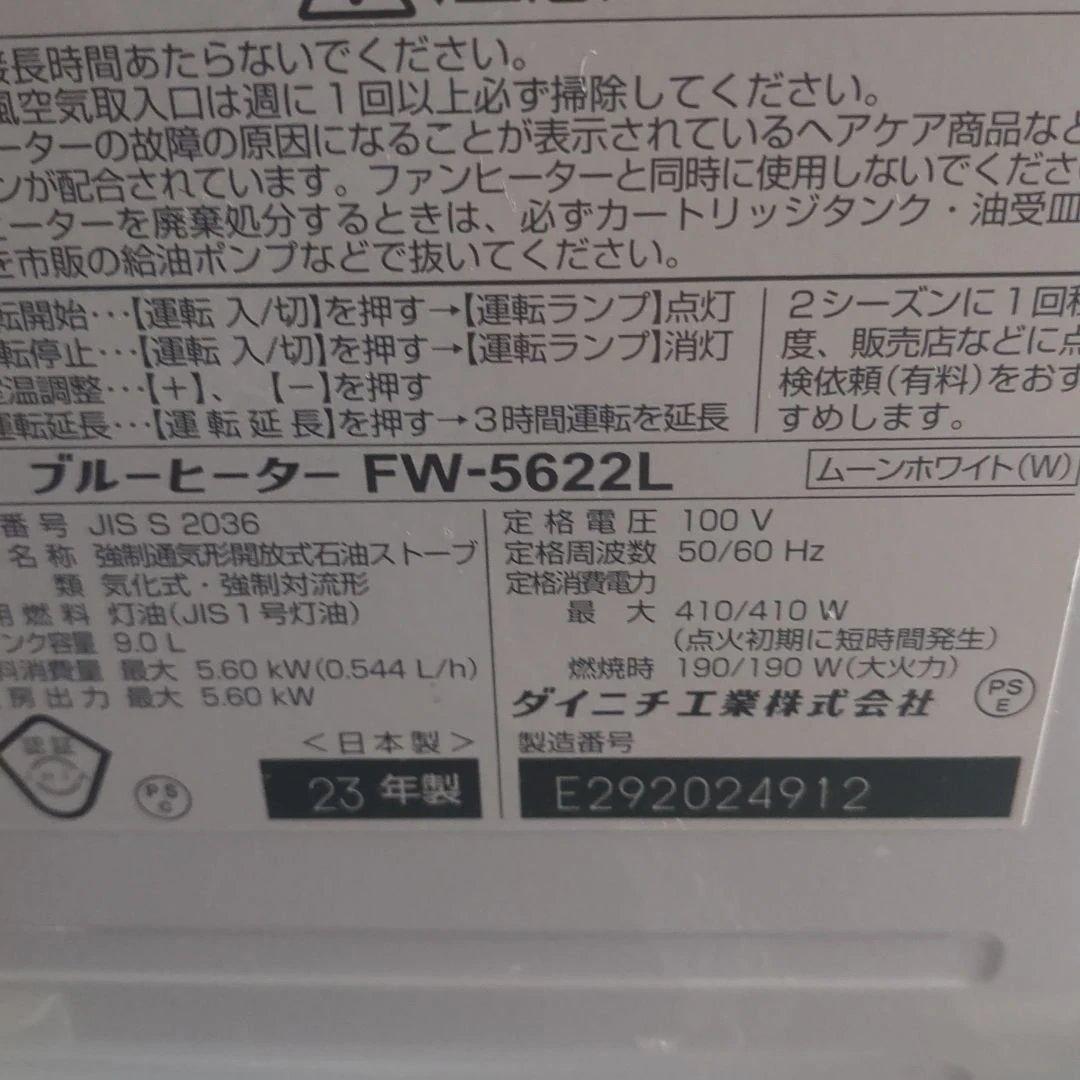 長時間あたらないでください。
風空気取入口は週に1回以上必ず掃除してください。
ーターの故障の原因になることが表示されているヘアケア商品など
ンが配合されています。ファンヒーターと同時に使用しないでくださ
ヒーターを廃棄処分するときは、必ずカートリッジタンク・油受皿
を市販の給油ポンプなどで抜いてください。
転開始…【運転 入/切】を押す→【運転ランプ】点灯
転停止…【運転 入/切】を押す→【運転ランプ】消灯
室温調整…【+】、【-】を押す
運転延長…【運転延長】を押す→3時間運転を延長
2シーズンに1回程
度、販売店などに点
検依頼(有料)をおす
すめします。
ブルーヒーター FW-5622L
ムーンホワイト(W)
番号 JIS S 2036
名称 強制通気形開放式石油ストーブ
類 気化式・強制対流形
用燃料 灯油(JIS1号灯油)
ンク容量 9.0 L
料消費量 最大 5.60 kW(0.544 L/h)
房出力 最大 5.60 kW
定格電圧 100 V
定格周波数 50/60 Hz
定格消費電力
最大 410/410 W
(点火初期に短時間発生)
燃焼時 190/190 W(大火力)
ダイニチ工業株式会社
PS
E
認証
PS
C
<日本製>
23年製
製造番号
E292024912